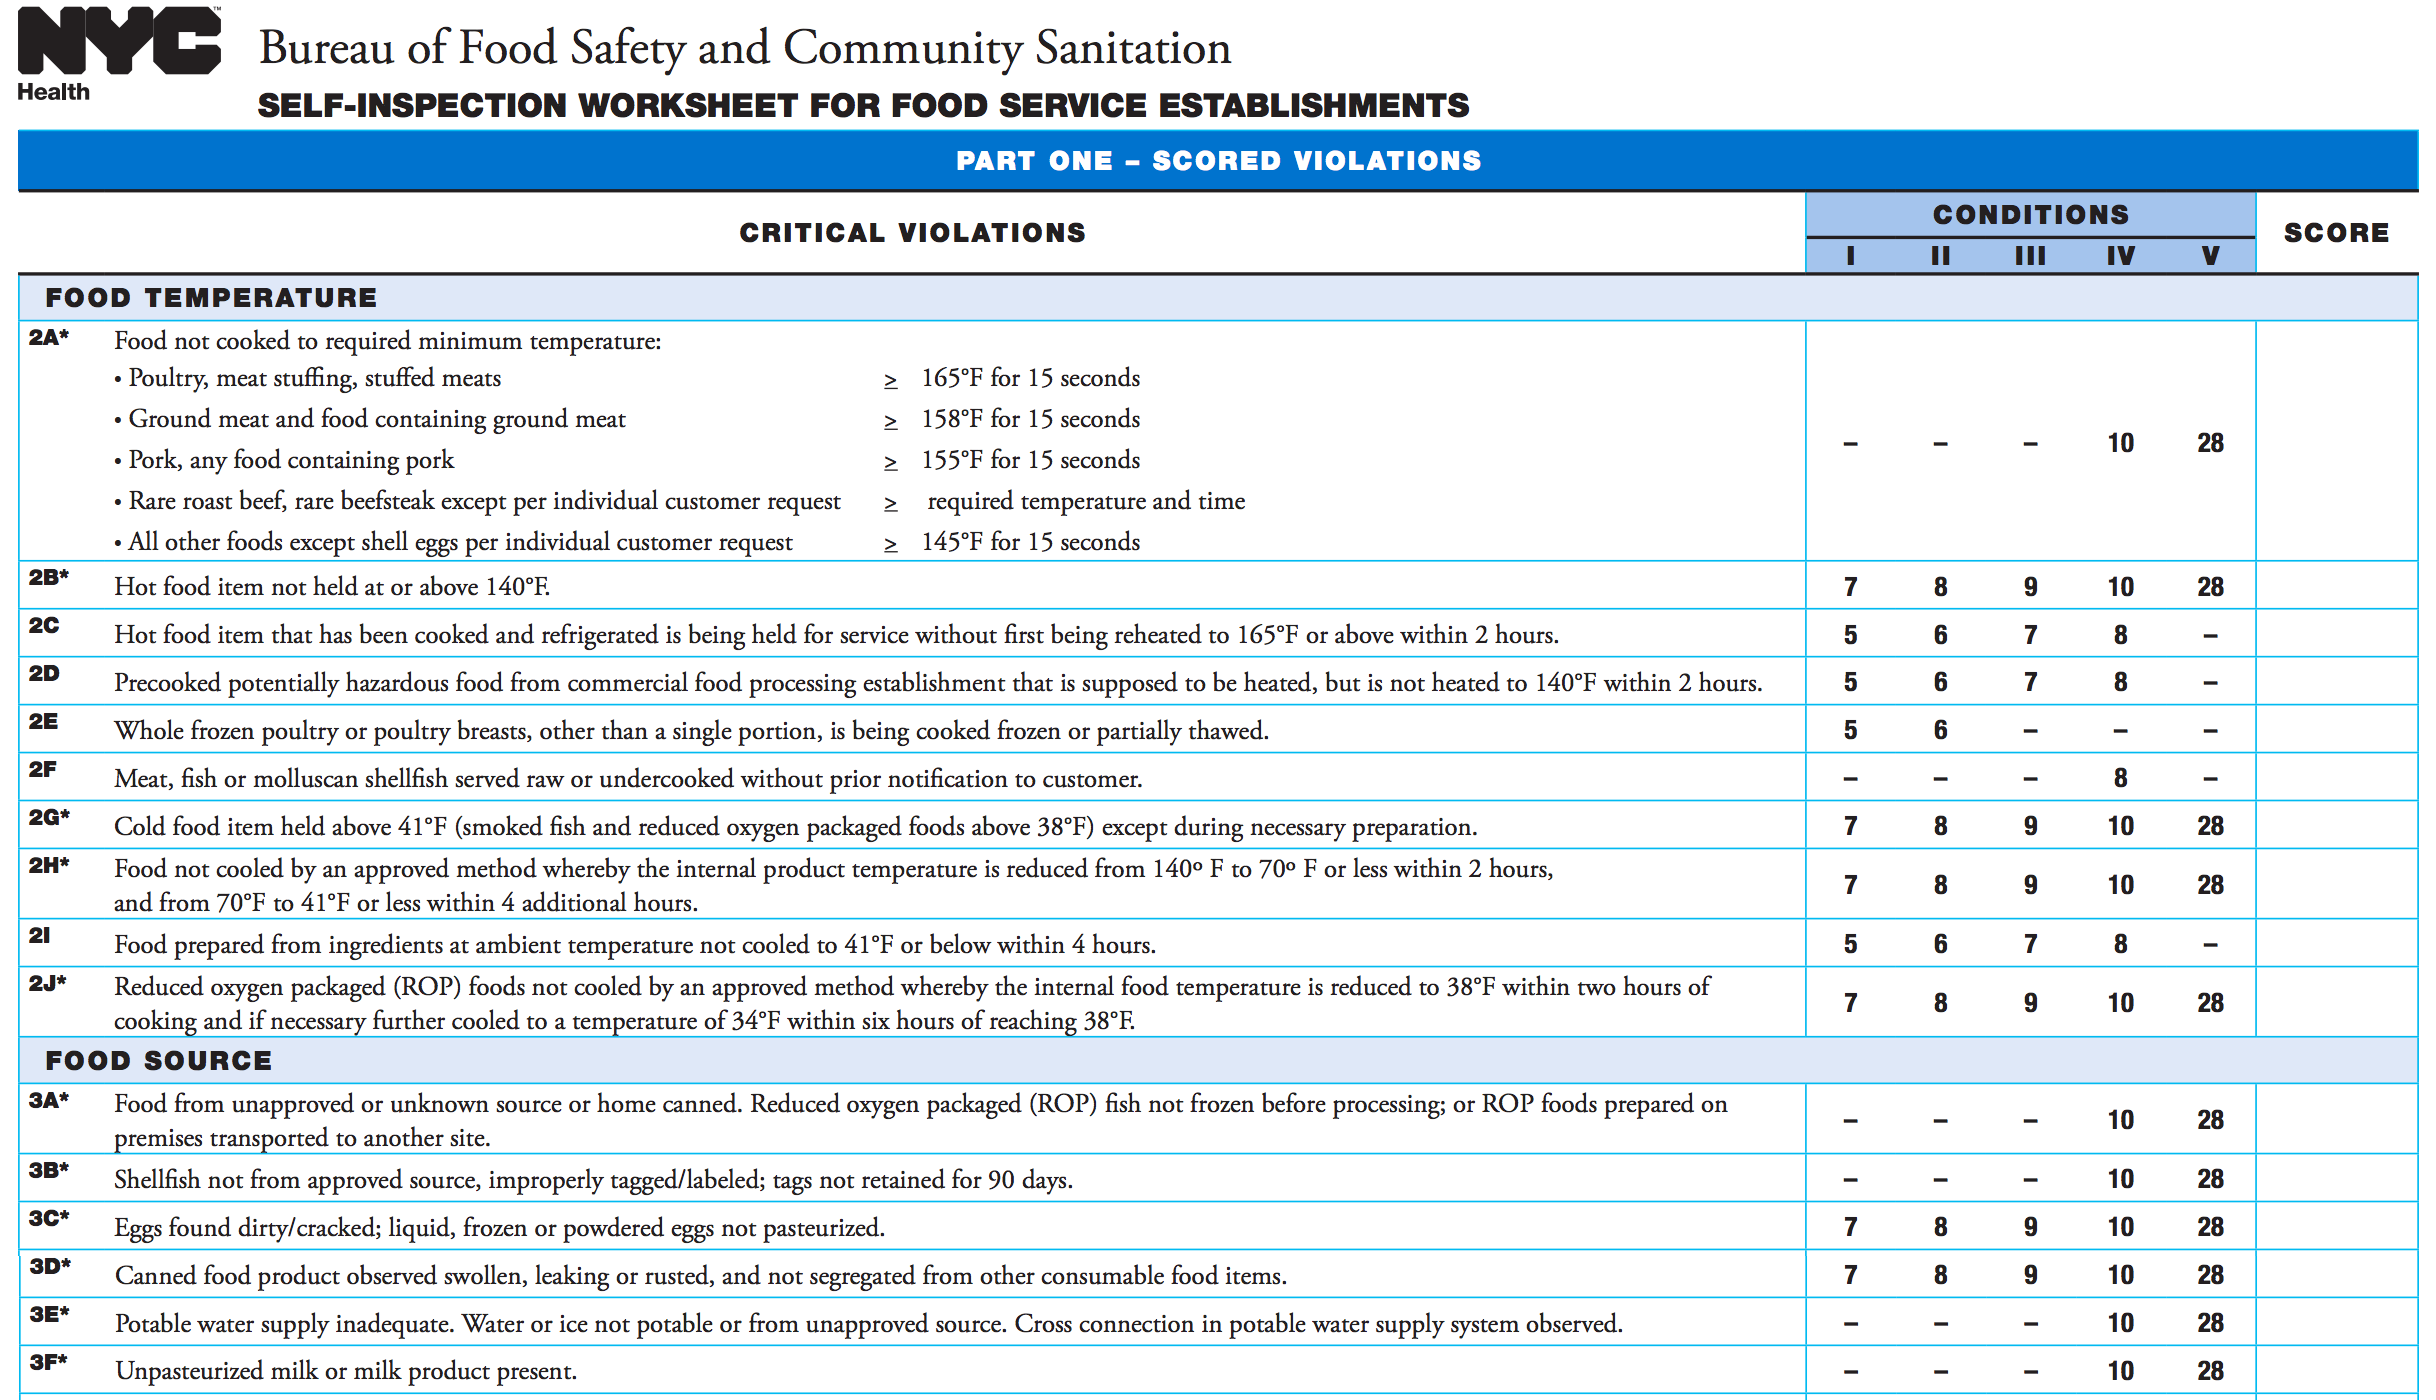 NYC™
Health
Bureau of Food Safety and Community Sanitation
SELF-INSPECTION WORKSHEET FOR FOOD SERVICE ESTABLISHMENTS
PART ONE – SCORED VIOLATIONS
CRITICAL VIOLATIONS CONDITIONS SCORE
I II III IV V
FOOD TEMPERATURE
2A* Food not cooked to required minimum temperature:
• Poultry, meat stuffing, stuffed meats ≥ 165°F for 15 seconds
• Ground meat and food containing ground meat ≥ 158°F for 15 seconds
• Pork, any food containing pork ≥ 155°F for 15 seconds
• Rare roast beef, rare beefsteak except per individual customer request ≥ required temperature and time
• All other foods except shell eggs per individual customer request ≥ 145°F for 15 seconds
– – – 10 28
2B* Hot food item not held at or above 140°F. 7 8 9 10 28
2C Hot food item that has been cooked and refrigerated is being held for service without first being reheated to 165°F or above within 2 hours. 5 6 7 8 –
2D Precooked potentially hazardous food from commercial food processing establishment that is supposed to be heated, but is not heated to 140°F within 2 hours. 5 6 7 8 –
2E Whole frozen poultry or poultry breasts, other than a single portion, is being cooked frozen or partially thawed. 5 6 – – –
2F Meat, fish or molluscan shellfish served raw or undercooked without prior notification to customer. – – – 8 –
2G* Cold food item held above 41°F (smoked fish and reduced oxygen packaged foods above 38°F) except during necessary preparation. 7 8 9 10 28
2H* Food not cooled by an approved method whereby the internal product temperature is reduced from 140º F to 70º F or less within 2 hours,
and from 70°F to 41°F or less within 4 additional hours. 7 8 9 10 28
2I Food prepared from ingredients at ambient temperature not cooled to 41°F or below within 4 hours. 5 6 7 8 –
2J* Reduced oxygen packaged (ROP) foods not cooled by an approved method whereby the internal food temperature is reduced to 38°F within two hours of
cooking and if necessary further cooled to a temperature of 34°F within six hours of reaching 38°F. 7 8 9 10 28
FOOD SOURCE
3A* Food from unapproved or unknown source or home canned. Reduced oxygen packaged (ROP) fish not frozen before processing; or ROP foods prepared on
premises transported to another site. – – – 10 28
3B* Shellfish not from approved source, improperly tagged/labeled; tags not retained for 90 days. – – – 10 28
3C* Eggs found dirty/cracked; liquid, frozen or powdered eggs not pasteurized. 7 8 9 10 28
3D* Canned food product observed swollen, leaking or rusted, and not segregated from other consumable food items. 7 8 9 10 28
3E* Potable water supply inadequate. Water or ice not potable or from unapproved source. Cross connection in potable water supply system observed. – – – 10 28
3F* Unpasteurized milk or milk product present. – – – 10 28